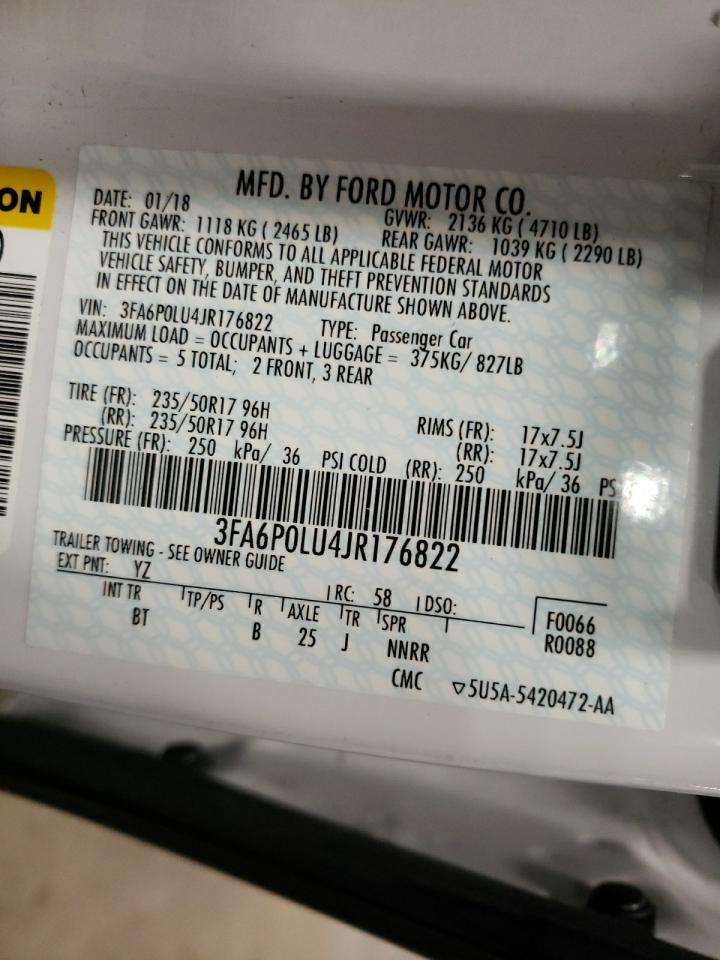 ON
MFD. BY FORD MOTOR CO.
DATE: 01/18 GVWR: 2136 KG ( 4710 LB)
FRONT GAWR: 1118 KG ( 2465 LB) REAR GAWR: 1039 KG ( 2290 LB)
THIS VEHICLE CONFORMS TO ALL APPLICABLE FEDERAL MOTOR
VEHICLE SAFETY, BUMPER, AND THEFT PREVENTION STANDARDS
IN EFFECT ON THE DATE OF MANUFACTURE SHOWN ABOVE.
VIN: 3FA6P0LU4JR176822 TYPE: Passenger Car
MAXIMUM LOAD = OCCUPANTS + LUGGAGE = 375KG/ 827LB
OCCUPANTS = 5 TOTAL; 2 FRONT, 3 REAR
TIRE (FR): 235/50R17 96H RIMS (FR): 17x7.5J
(RR): 235/50R17 96H (RR): 17x7.5J
PRESSURE (FR): 250 kPa/ 36 PSI COLD (RR): 250 kPa/ 36 PS
3FA6P0LU4JR176822
TRAILER TOWING - SEE OWNER GUIDE
EXT PNT: YZ RC: 58 DSO: F0066
INT TR TP/PS R AXLE TR SPR R0088
BT B 25 J NNRR
CMC ▽5U5A-5420472-AA